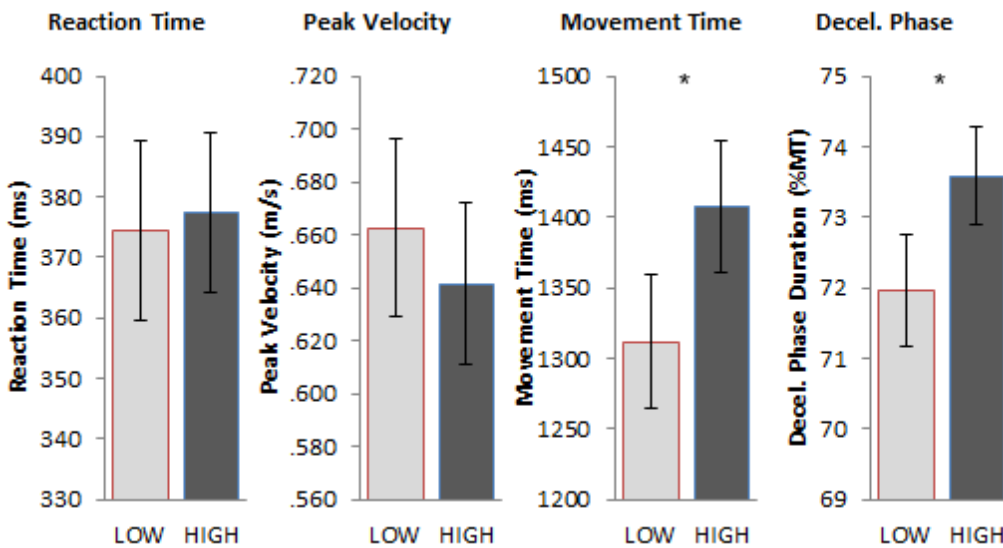 Reaction Time
Peak Velocity
Movement Time
Decel. Phase
Reaction Time (ms)
400
390
380
370
360
350
340
330
LOW HIGH
Peak Velocity (m/s)
.720
.700
.680
.660
.640
.620
.600
.580
.560
LOW HIGH
Movement Time (ms)
1500
1450
1400
1350
1300
1250
1200
*
LOW HIGH
Decel. Phase Duration (%MT)
75
74
73
72
71
70
69
*
LOW HIGH